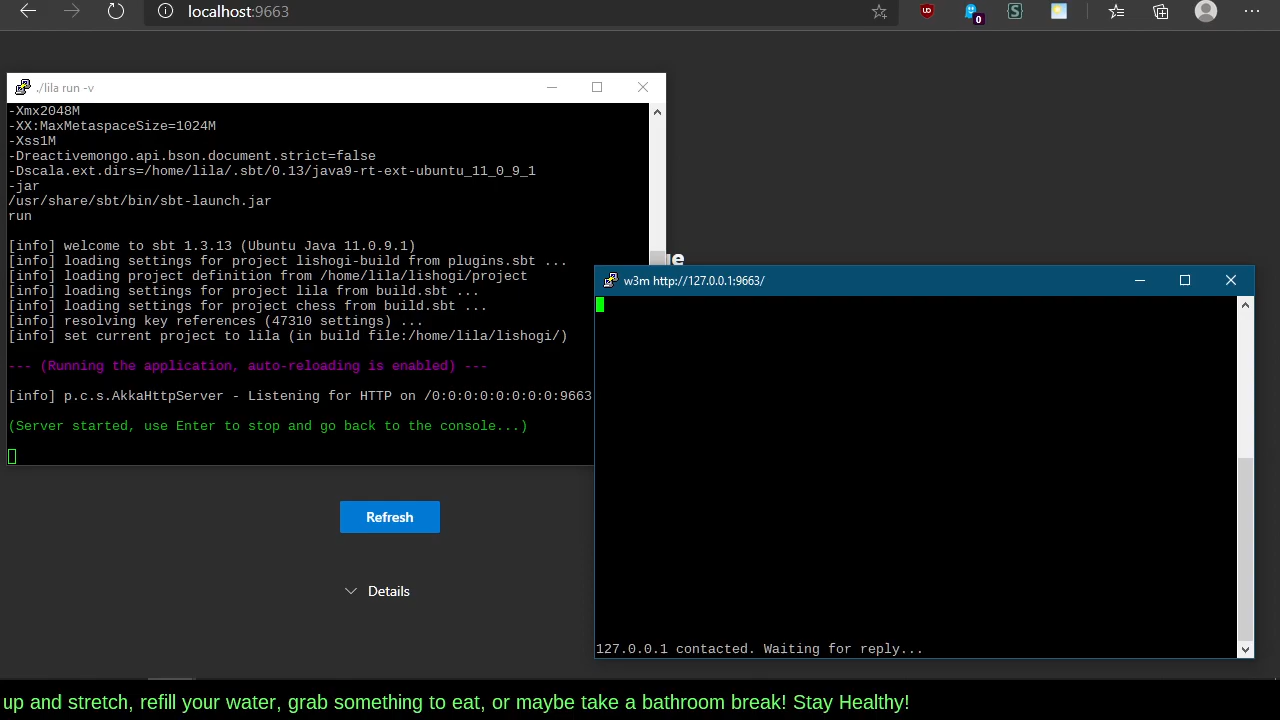 localhost:9663
0
./lila run -v
-Xmx2048M
-XX:MaxMetaspaceSize=1024M
-Xss1M
-Dreactivemongo.api.bson.document.strict=false
-Dscala.ext.dirs=/home/lila/.sbt/0.13/java9-rt-ext-ubuntu_11_0_9_1
-jar
/usr/share/sbt/bin/sbt-launch.jar
run
[info] welcome to sbt 1.3.13 (Ubuntu Java 11.0.9.1)
[info] loading settings for project lishogi-build from plugins.sbt ...
[info] loading project definition from /home/lila/lishogi/project
[info] loading settings for project lila from build.sbt ...
[info] loading settings for project chess from build.sbt ...
[info] resolving key references (47310 settings) ...
[info] set current project to lila (in build file:/home/lila/lishogi/)
--- (Running the application, auto-reloading is enabled) ---
[info] p.c.s.AkkaHttpServer - Listening for HTTP on /0:0:0:0:0:0:0:0:9663
(Server started, use Enter to stop and go back to the console...)
w3m http://127.0.0.1:9663/
127.0.0.1 contacted. Waiting for reply...
Refresh
Details
up and stretch, refill your water, grab something to eat, or maybe take a bathroom break! Stay Healthy!